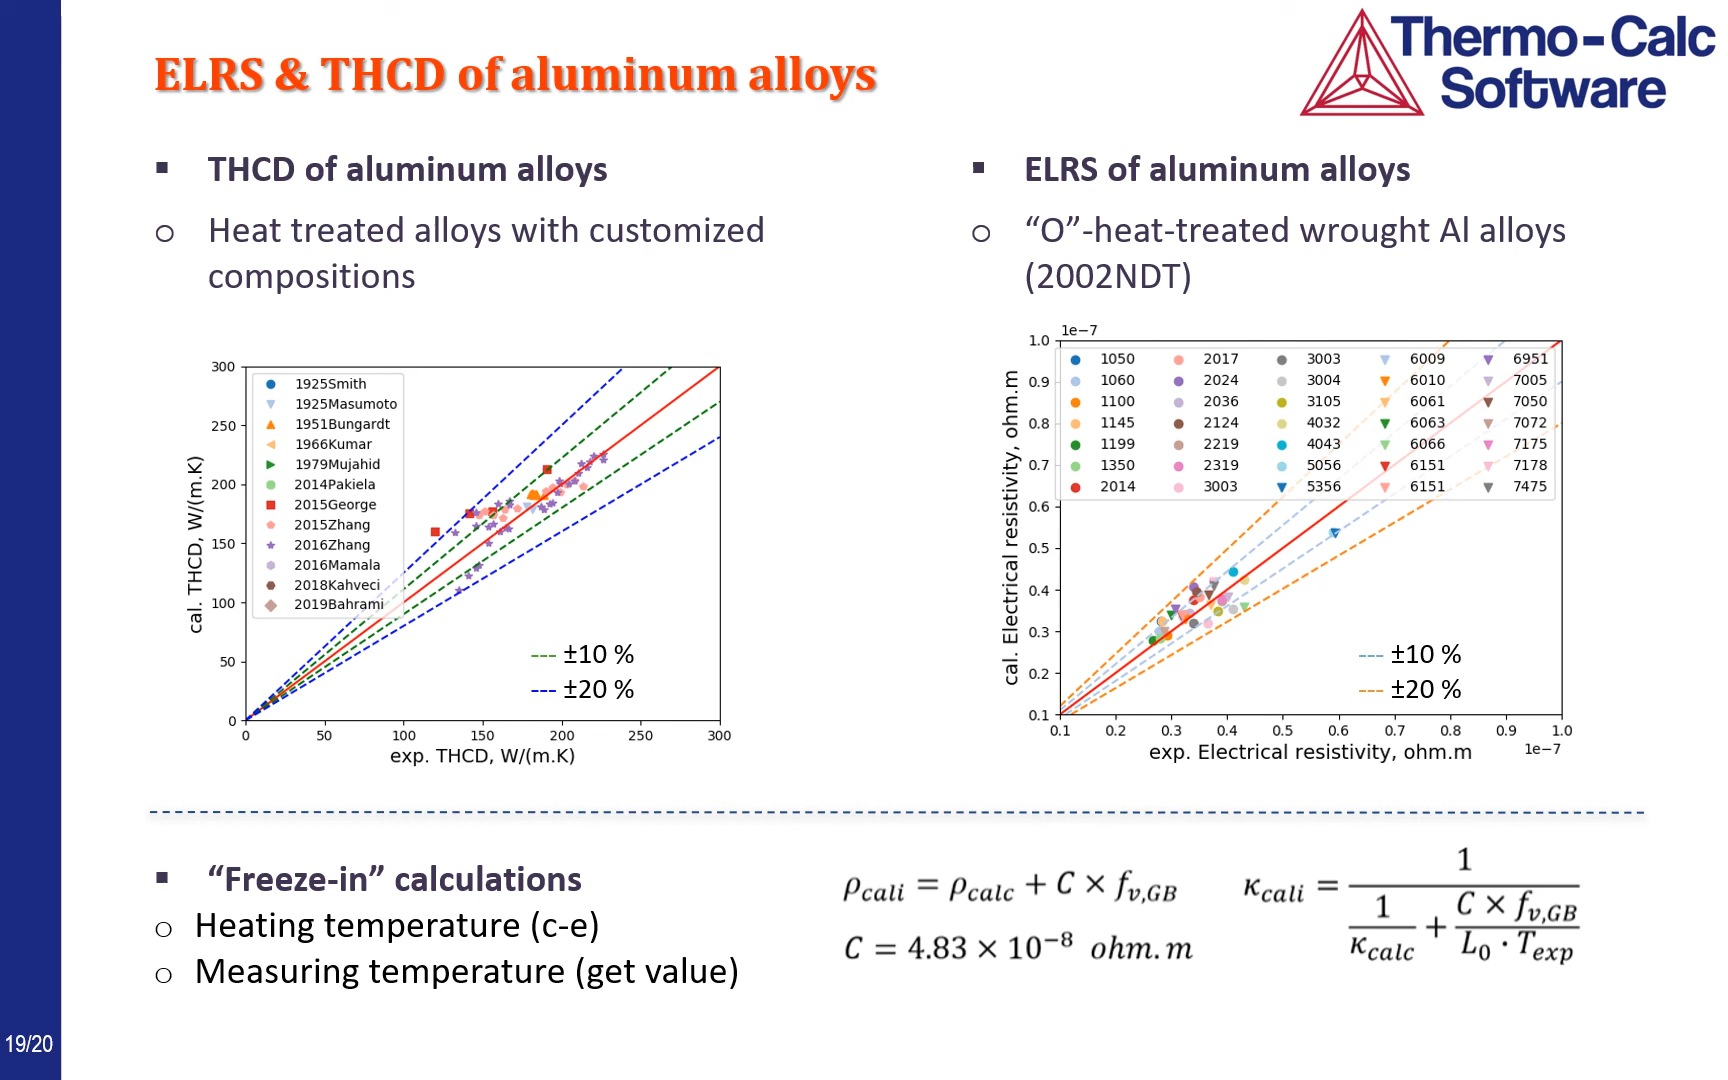 Thermo-Calc
Software
ELRS & THCD of aluminum alloys
▪ THCD of aluminum alloys
o Heat treated alloys with customized
compositions
300
250
200
150
100
50
0
0 50 100 150 200 250 300
cal. THCD, W/(m.K)
exp. THCD, W/(m.K)
1925Smith
1925Masumoto
1951Bungardt
1966Kumar
1979Mujahid
2014Pakiela
2015George
2015Zhang
2016Zhang
2016Mamala
2018Kahveci
2019Bahrami
±10 %
±20 %
▪ ELRS of aluminum alloys
o “O”-heat-treated wrought Al alloys
(2002NDT)
1e−7
1.0
0.9
0.8
0.7
0.6
0.5
0.4
0.3
0.2
0.1
0.1 0.2 0.3 0.4 0.5 0.6 0.7 0.8 0.9 1.0
1e−7
cal. Electrical resistivity, ohm.m
exp. Electrical resistivity, ohm.m
1050 2017 3003 6009 6951
1060 2024 3004 6010 7005
1100 2036 3105 6061 7050
1145 2124 4032 6063 7072
1199 2219 4043 6066 7175
1350 2319 5056 6151 7178
2014 3003 5356 6151 7475
±10 %
±20 %
▪ “Freeze-in” calculations
o Heating temperature (c-e)
o Measuring temperature (get value)
ρcali = ρcalc + C × fv,GB
C = 4.83 × 10−8 ohm.m
κcali = 1 / (1/κcalc + C × fv,GB / L0 · Texp)
19/20